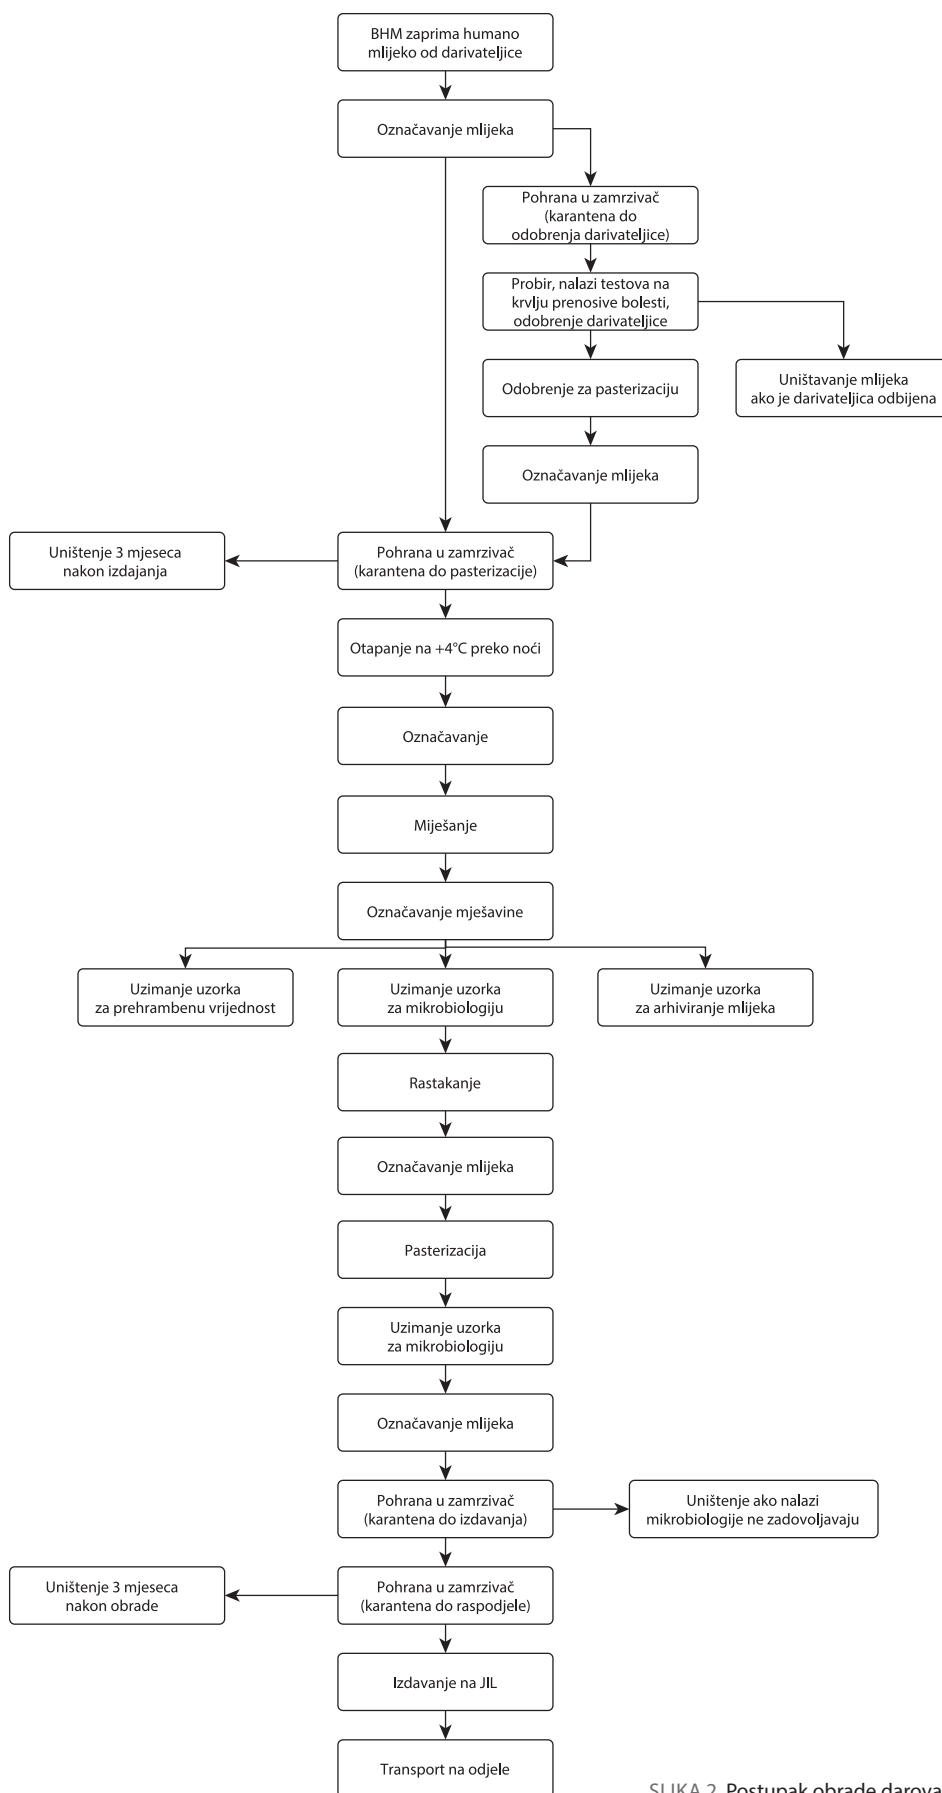 BHM zaprima humano
mlijeko od darivateljice
Označavanje mlijeka
Pohrana u zamrzivač
(karantena do
odobrenja darivateljice)
Probir, nalazi testova na
krvlju prenosive bolesti,
odobrenje darivateljice
Odobrenje za pasterizaciju
Uništavanje mlijeka
ako je darivateljica odbijena
Označavanje mlijeka
Uništenje 3 mjeseca
nakon izdajanja
Pohrana u zamrzivač
(karantena do pasterizacije)
Otapanje na +4°C preko noći
Označavanje
Miješanje
Označavanje mješavine
Uzimanje uzorka
za prehrambenu vrijednost
Uzimanje uzorka
za mikrobiologiju
Uzimanje uzorka
za arhiviranje mlijeka
Rastakanje
Označavanje mlijeka
Pasterizacija
Uzimanje uzorka
za mikrobiologiju
Označavanje mlijeka
Pohrana u zamrzivač
(karantena do izdavanja)
Uništenje ako nalazi
mikrobiologije ne zadovoljavaju
Uništenje 3 mjeseca
nakon obrade
Pohrana u zamrzivač
(karantena do raspodjele)
Izdavanje na JIL
Transport na odjele
SLIKA 2. Postupak obrade darova